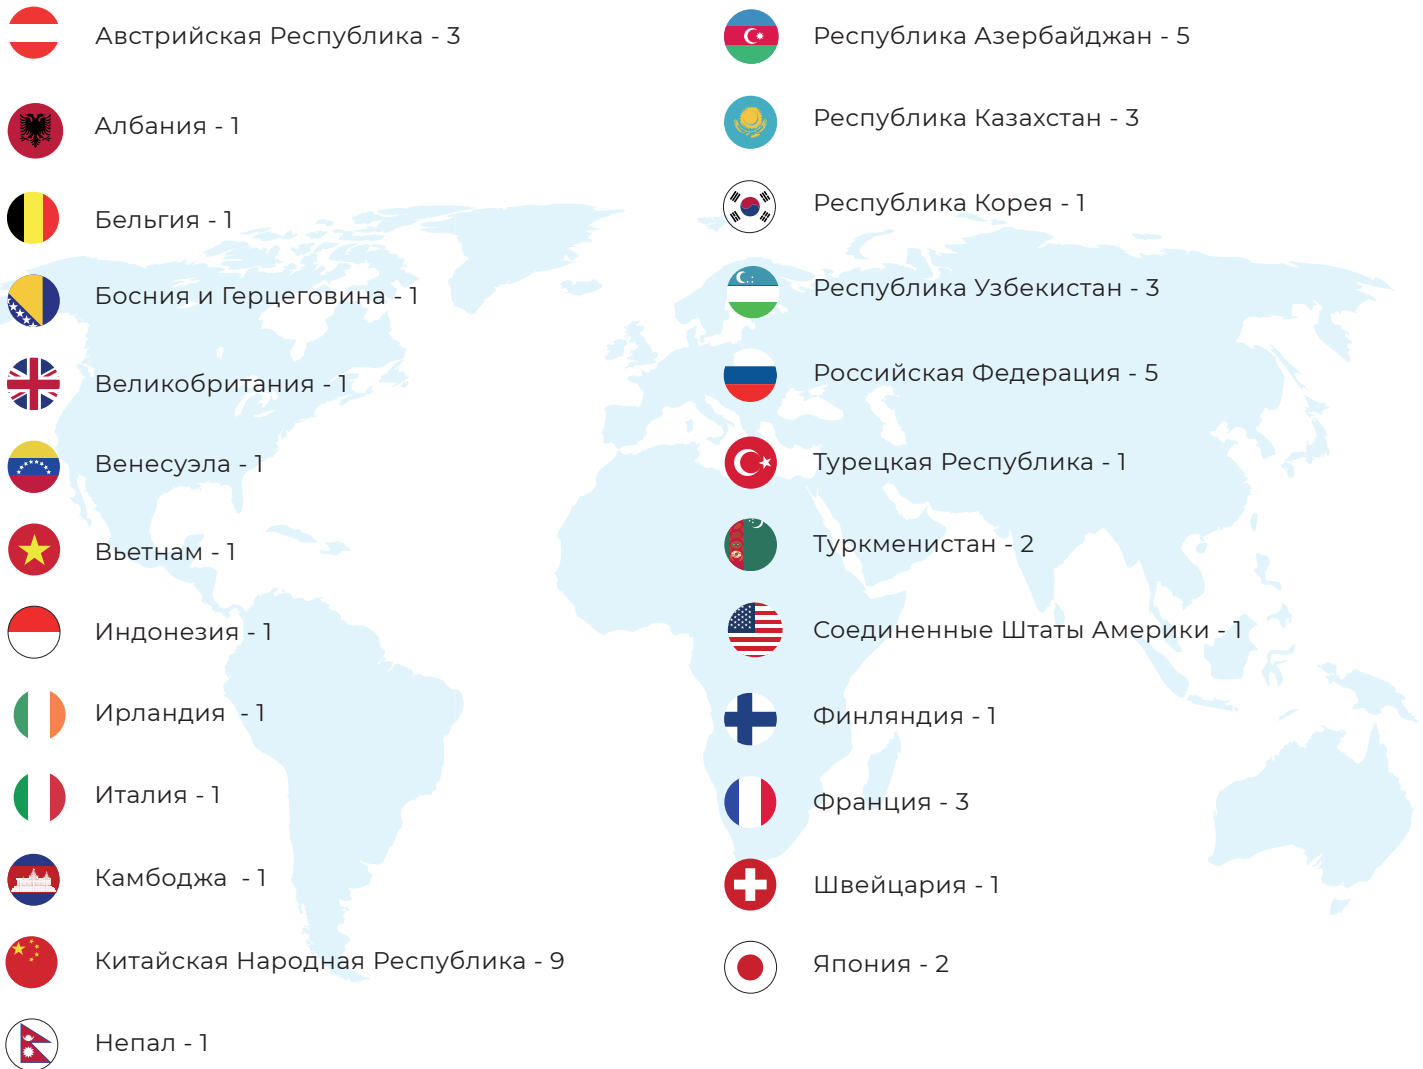 Австрийская Республика - 3
Албания - 1
Бельгия - 1
Босния и Герцеговина - 1
Великобритания - 1
Венесуэла - 1
Вьетнам - 1
Индонезия - 1
Ирландия  - 1
Италия - 1
Камбоджа  - 1
Китайская Народная Республика - 9
Непал - 1
Республика Азербайджан - 5
Республика Казахстан - 3
Республика Корея - 1
Республика Узбекистан - 3
Российская Федерация - 5
Турецкая Республика - 1
Туркменистан - 2
Соединенные Штаты Америки - 1
Финляндия - 1
Франция - 3
Швейцария - 1
Япония - 2